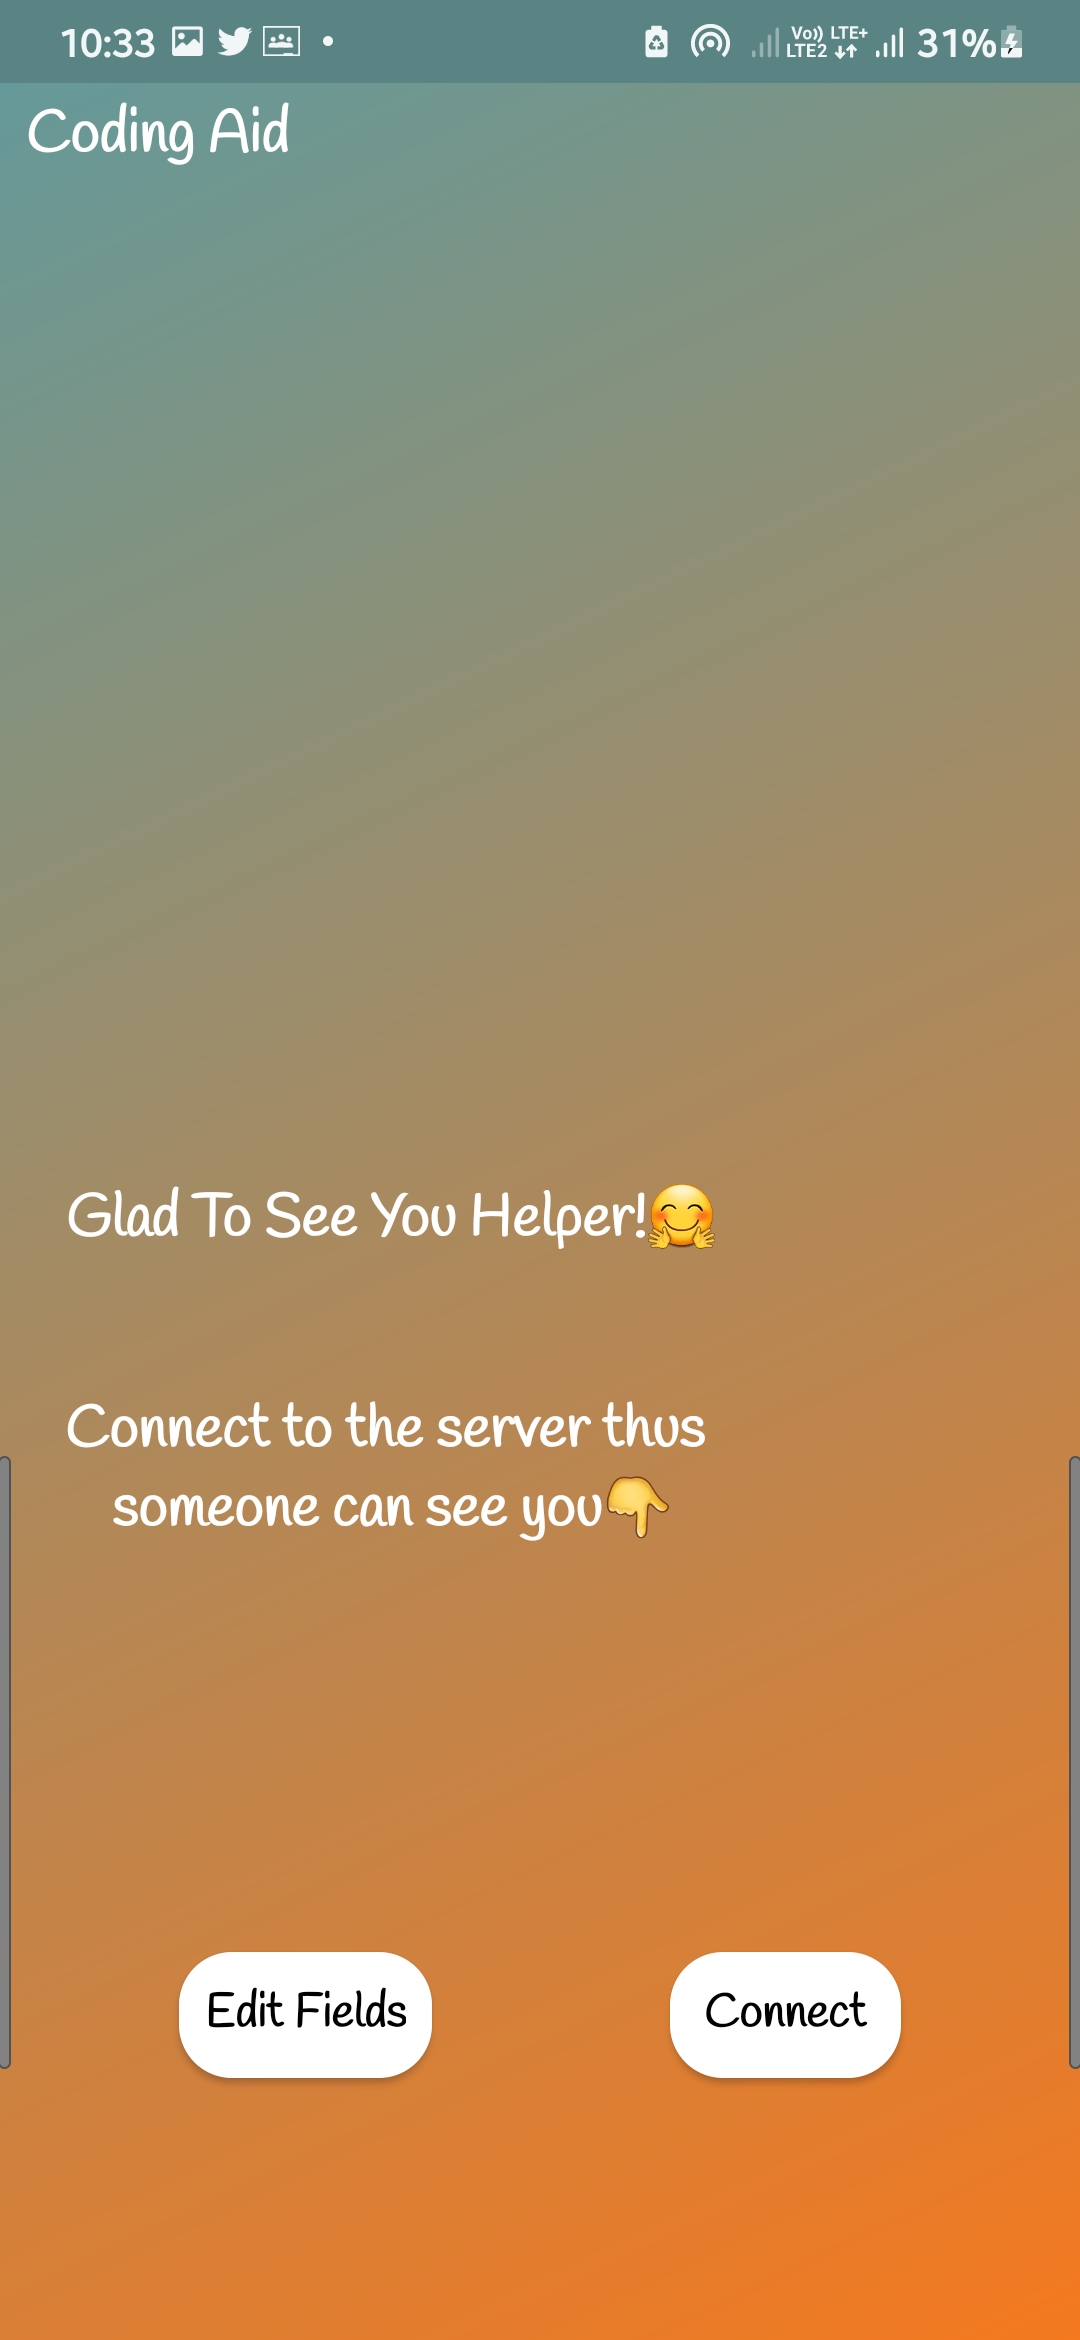 10:33 Vo)) LTE+ LTE2 31%
Coding Aid
Glad To See You Helper!🤗
Connect to the server thus
someone can see you👇
Edit Fields Connect